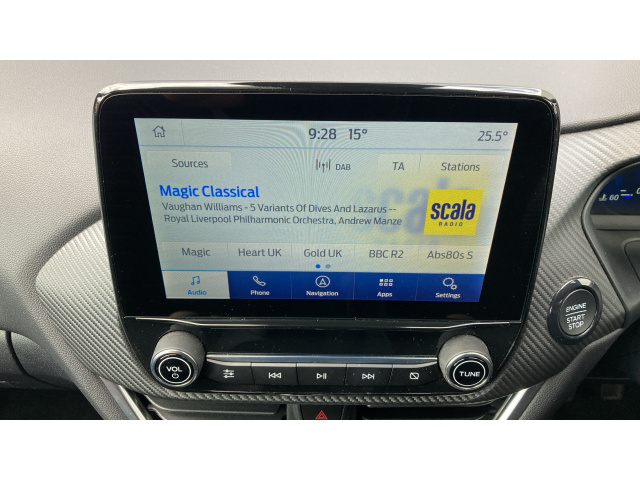 9:28 15° 25.5°
Sources DAB TA Stations
Magic Classical
Vaughan Williams - 5 Variants Of Dives And Lazarus --
Royal Liverpool Philharmonic Orchestra, Andrew Manze
scala
RADIO
Magic Heart UK Gold UK BBC R2 Abs80s S
Audio Phone Navigation Apps Settings
VOL TUNE
ENGINE
START
STOP
60